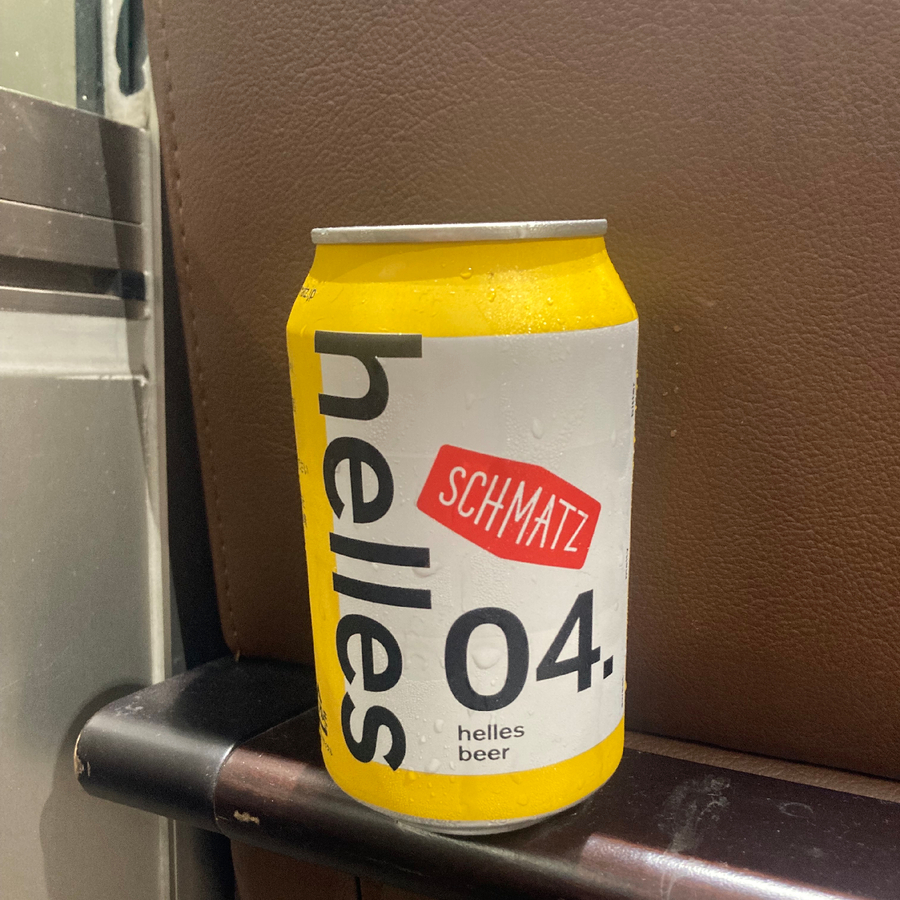 helles
SCHMATZ
04.
helles
beer